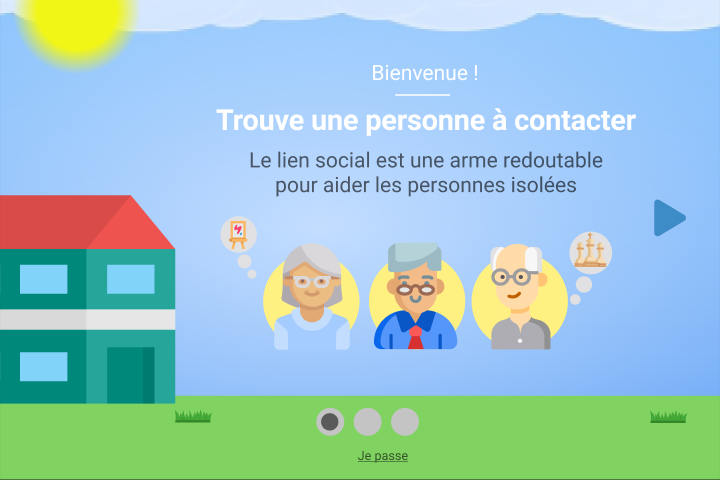 Bienvenue !
Trouve une personne à contacter
Le lien social est une arme redoutable
pour aider les personnes isolées
Je passe